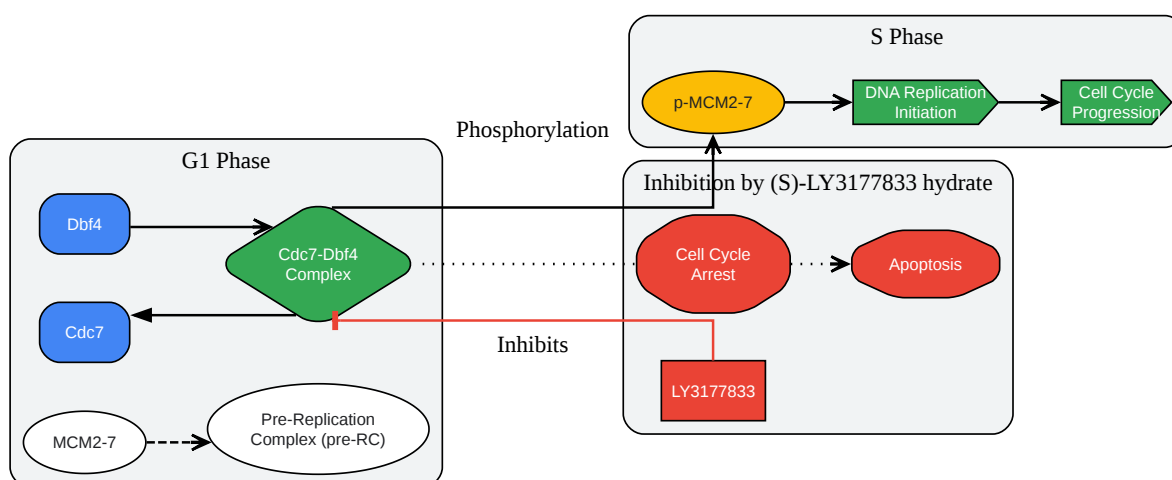 S Phase
p-MCM2-7
DNA Replication
Initiation
Cell Cycle
Progression
Phosphorylation
G1 Phase
Dbf4
Cdc7-Dbf4
Complex
Cdc7
MCM2-7
Pre-Replication
Complex (pre-RC)
Inhibition by (S)-LY3177833 hydrate
Cell Cycle
Arrest
Apoptosis
Inhibits
LY3177833